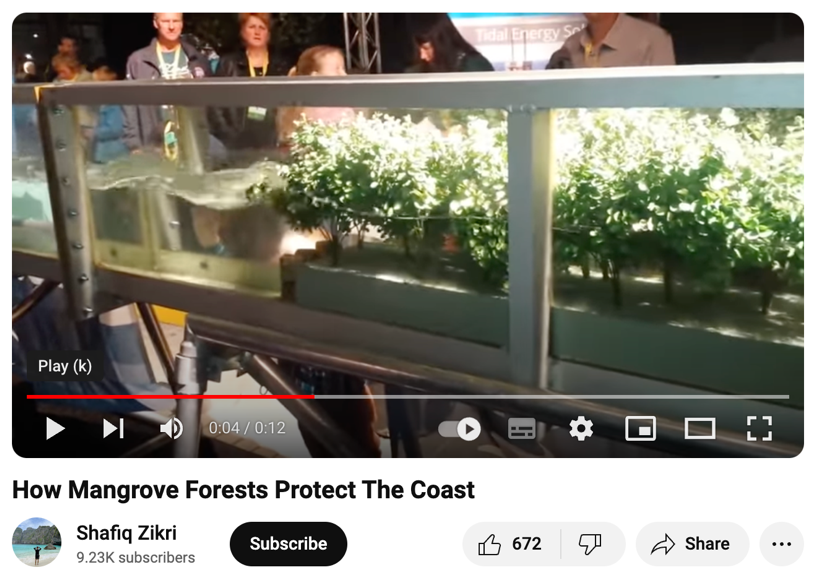 Tidal Energy So
Play (k)
0:04 / 0:12
How Mangrove Forests Protect The Coast
Shafiq Zikri
9.23K subscribers
Subscribe
672
Share